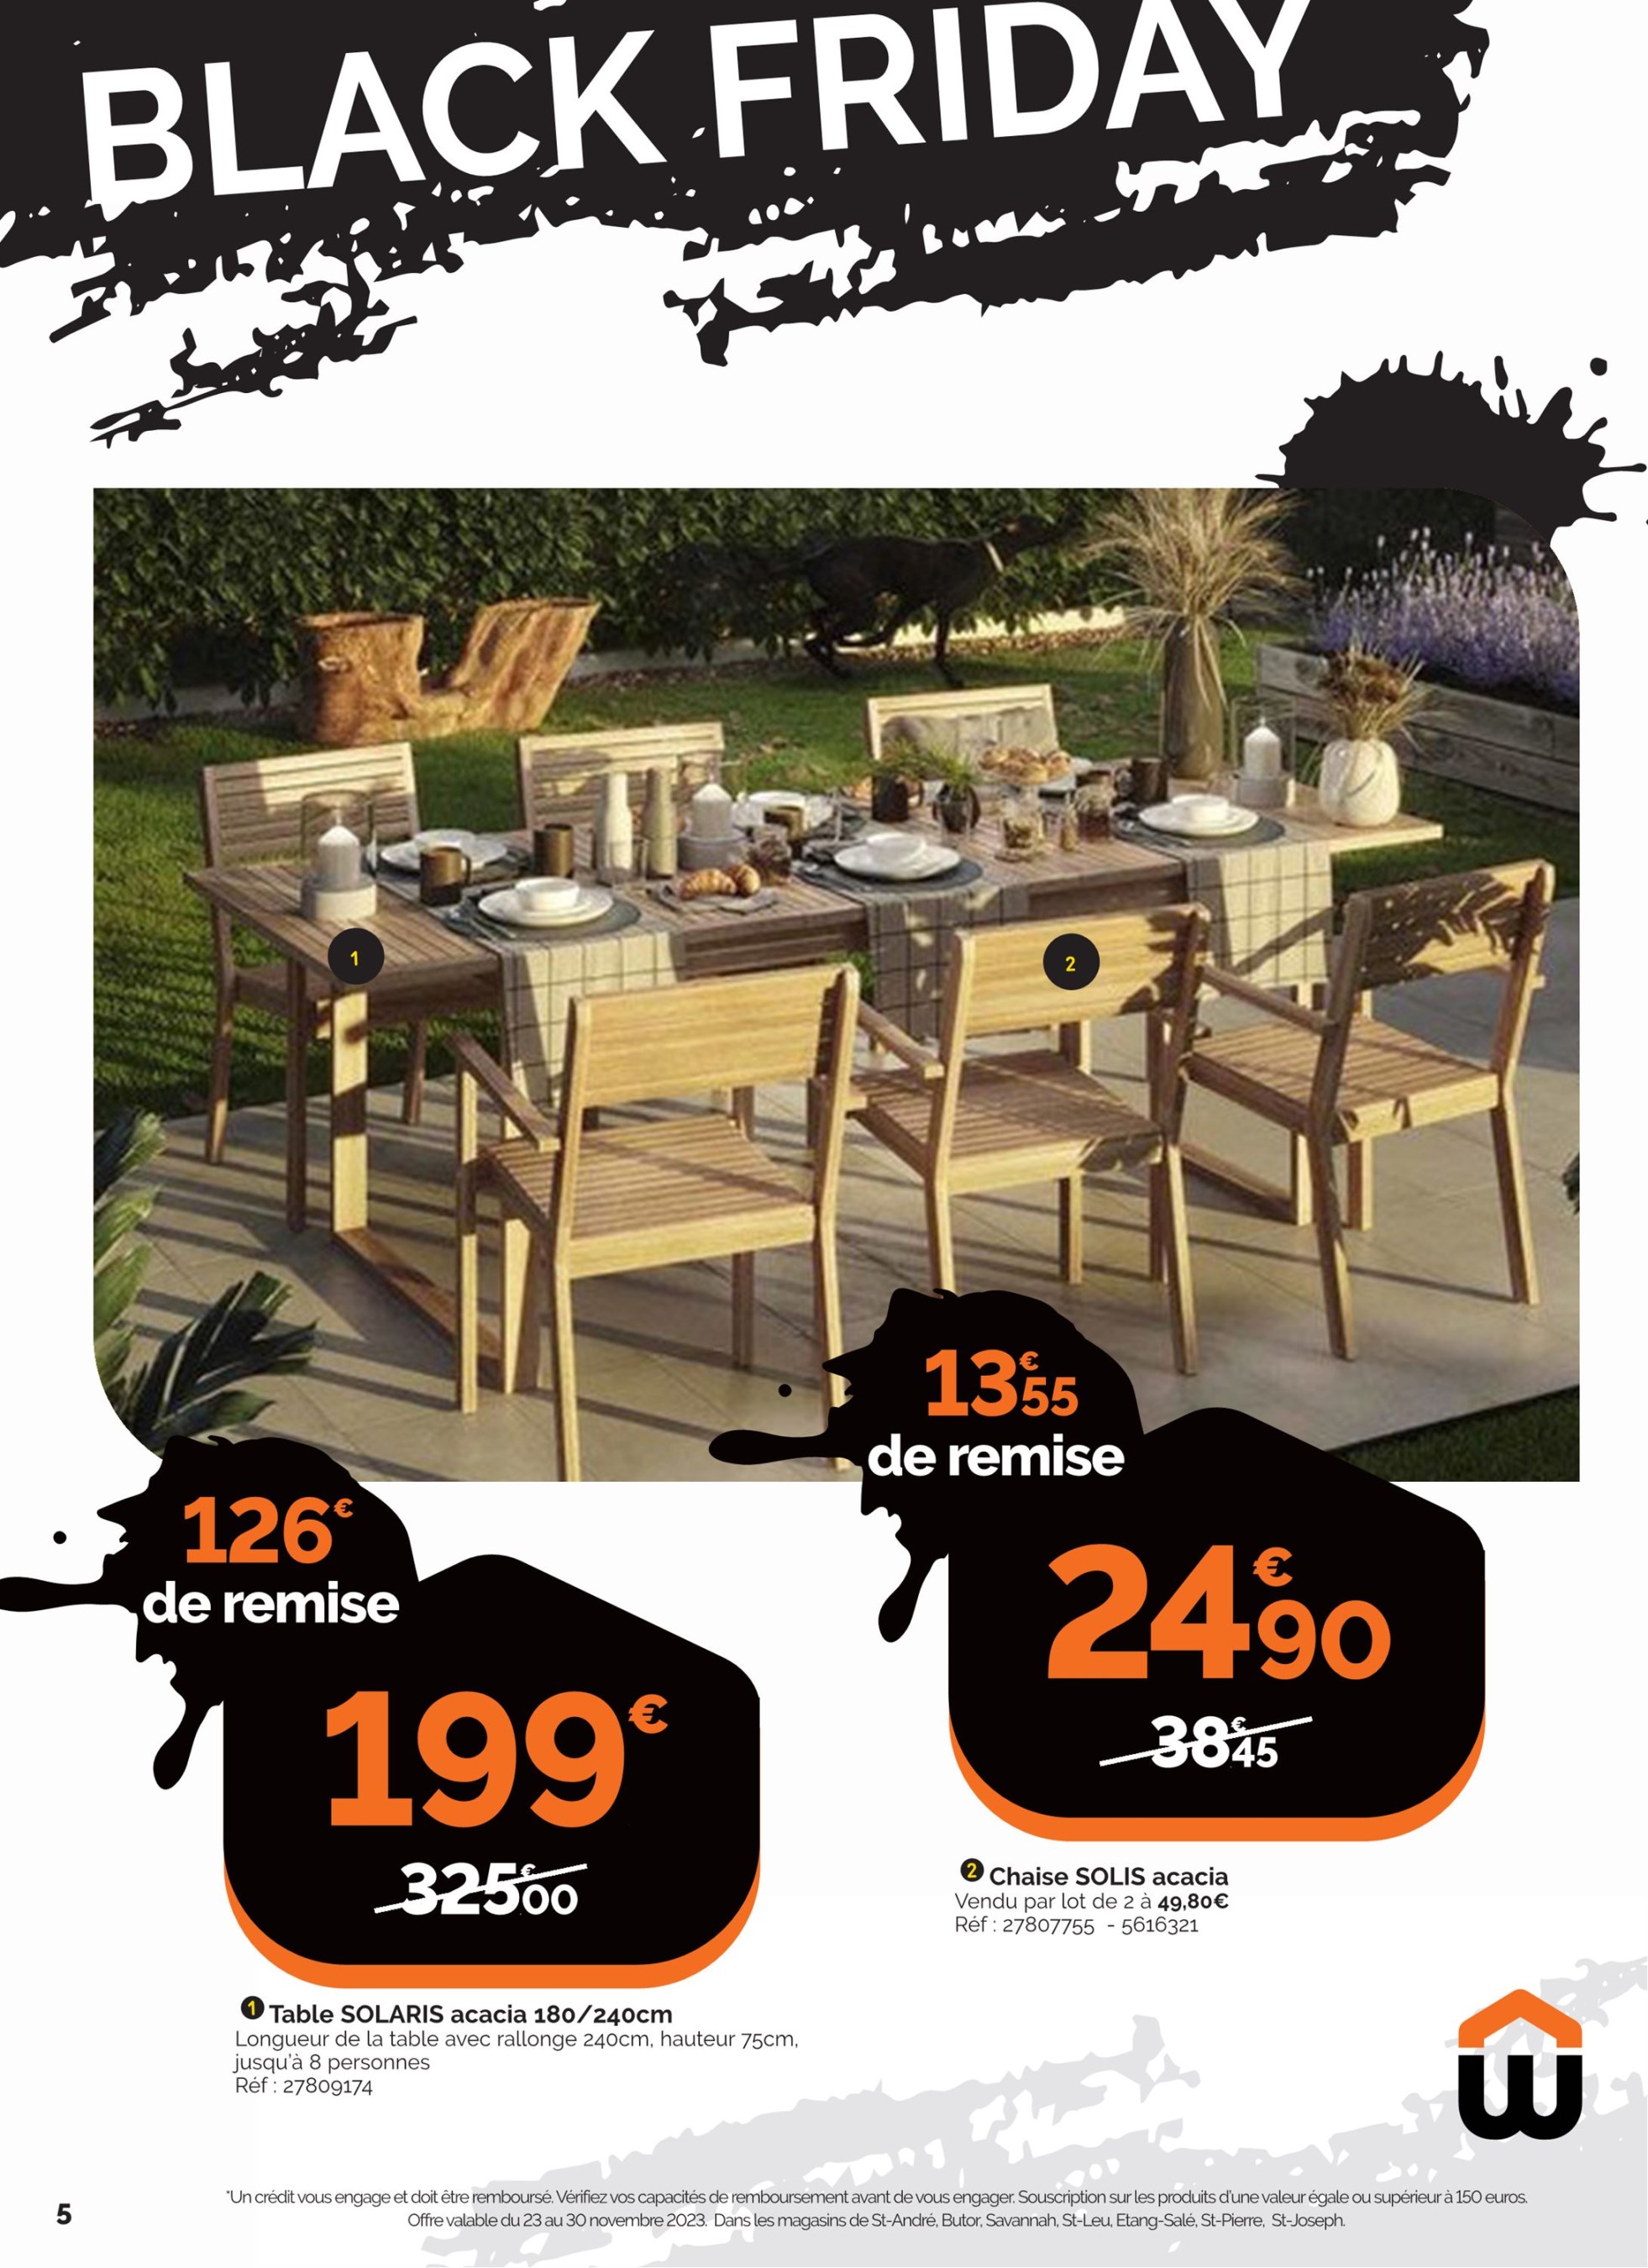 BLACK FRIDAY
1
2
13€55
de remise
126€
de remise
24€90
38€45
199€
325€00
2 Chaise SOLIS acacia
Vendu par lot de 2 à 49,80€
Réf : 27807755 - 5616321
1 Table SOLARIS acacia 180/240cm
Longueur de la table avec rallonge 240cm, hauteur 75cm,
jusqu'à 8 personnes
Réf : 27809174
W
*Un crédit vous engage et doit être remboursé. Vérifiez vos capacités de remboursement avant de vous engager. Souscription sur les produits d'une valeur égale ou supérieur à 150 euros.
Offre valable du 23 au 30 novembre 2023. Dans les magasins de St-André, Butor, Savannah, St-Leu, Etang-Salé, St-Pierre, St-Joseph.
5